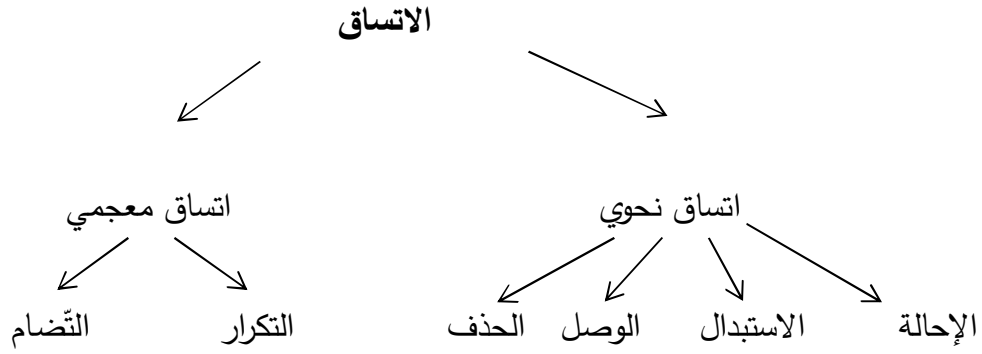 الاتساق
اتساق نحوي اتساق معجمي
الإحالة الاستبدال الوصل الحذف التكرار التّضام